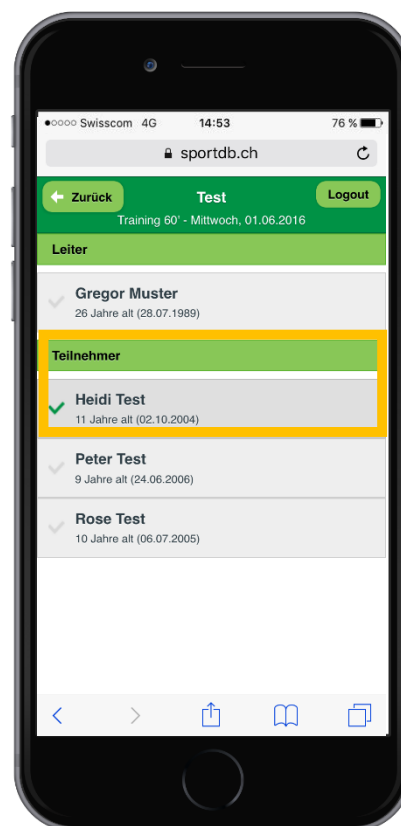 Swisscom 4G 14:53 76 %
sportdb.ch
Zurück Test Logout
Training 60' - Mittwoch, 01.06.2016
Leiter
Gregor Muster
26 Jahre alt (28.07.1989)
Teilnehmer
Heidi Test
11 Jahre alt (02.10.2004)
Peter Test
9 Jahre alt (24.06.2006)
Rose Test
10 Jahre alt (06.07.2005)